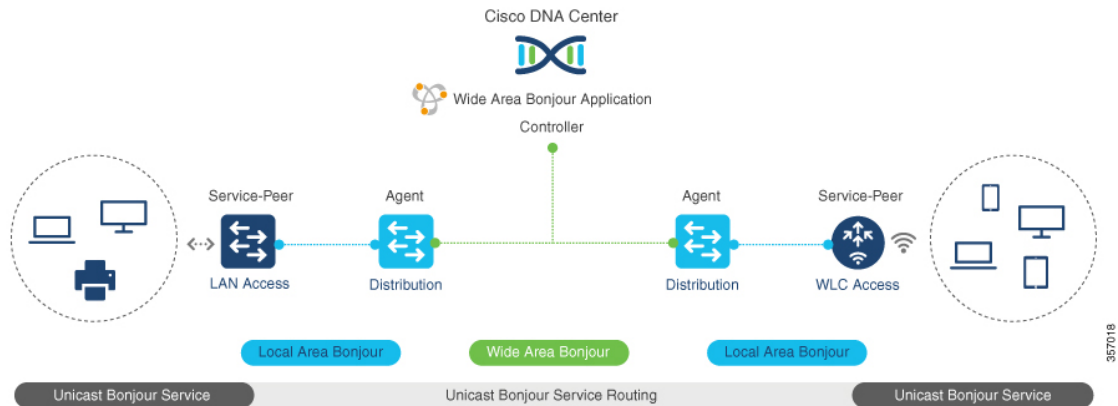 Cisco DNA Center
Wide Area Bonjour Application
Controller
Service-Peer
Agent
Agent
Service-Peer
LAN Access
Distribution
Distribution
WLC Access
Local Area Bonjour
Wide Area Bonjour
Local Area Bonjour
357018
Unicast Bonjour Service
Unicast Bonjour Service Routing
Unicast Bonjour Service